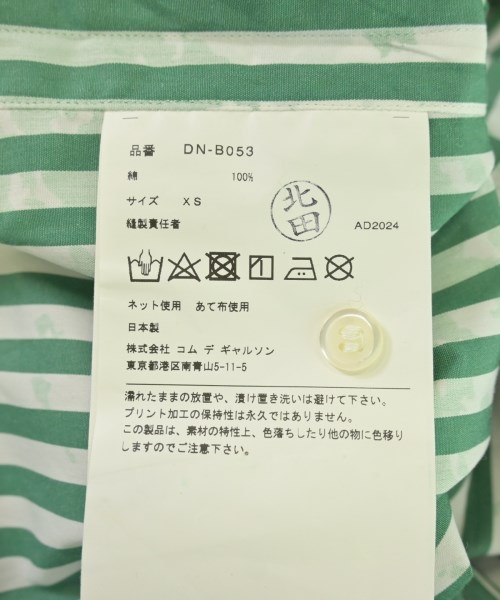 品番 DN-B053
綿 100%
サイズ XS
縫製責任者 北田 AD2024
ネット使用 あて布使用
日本製
株式会社 コム デ ギャルソン
東京都港区南青山5-11-5
濡れたままの放置や、漬け置き洗いは避けて下さい。
プリント加工の保持性は永久ではありません。
この製品は、素材の特性上、色落ちしたり他の物に色移り
しますのでご注意下さい。